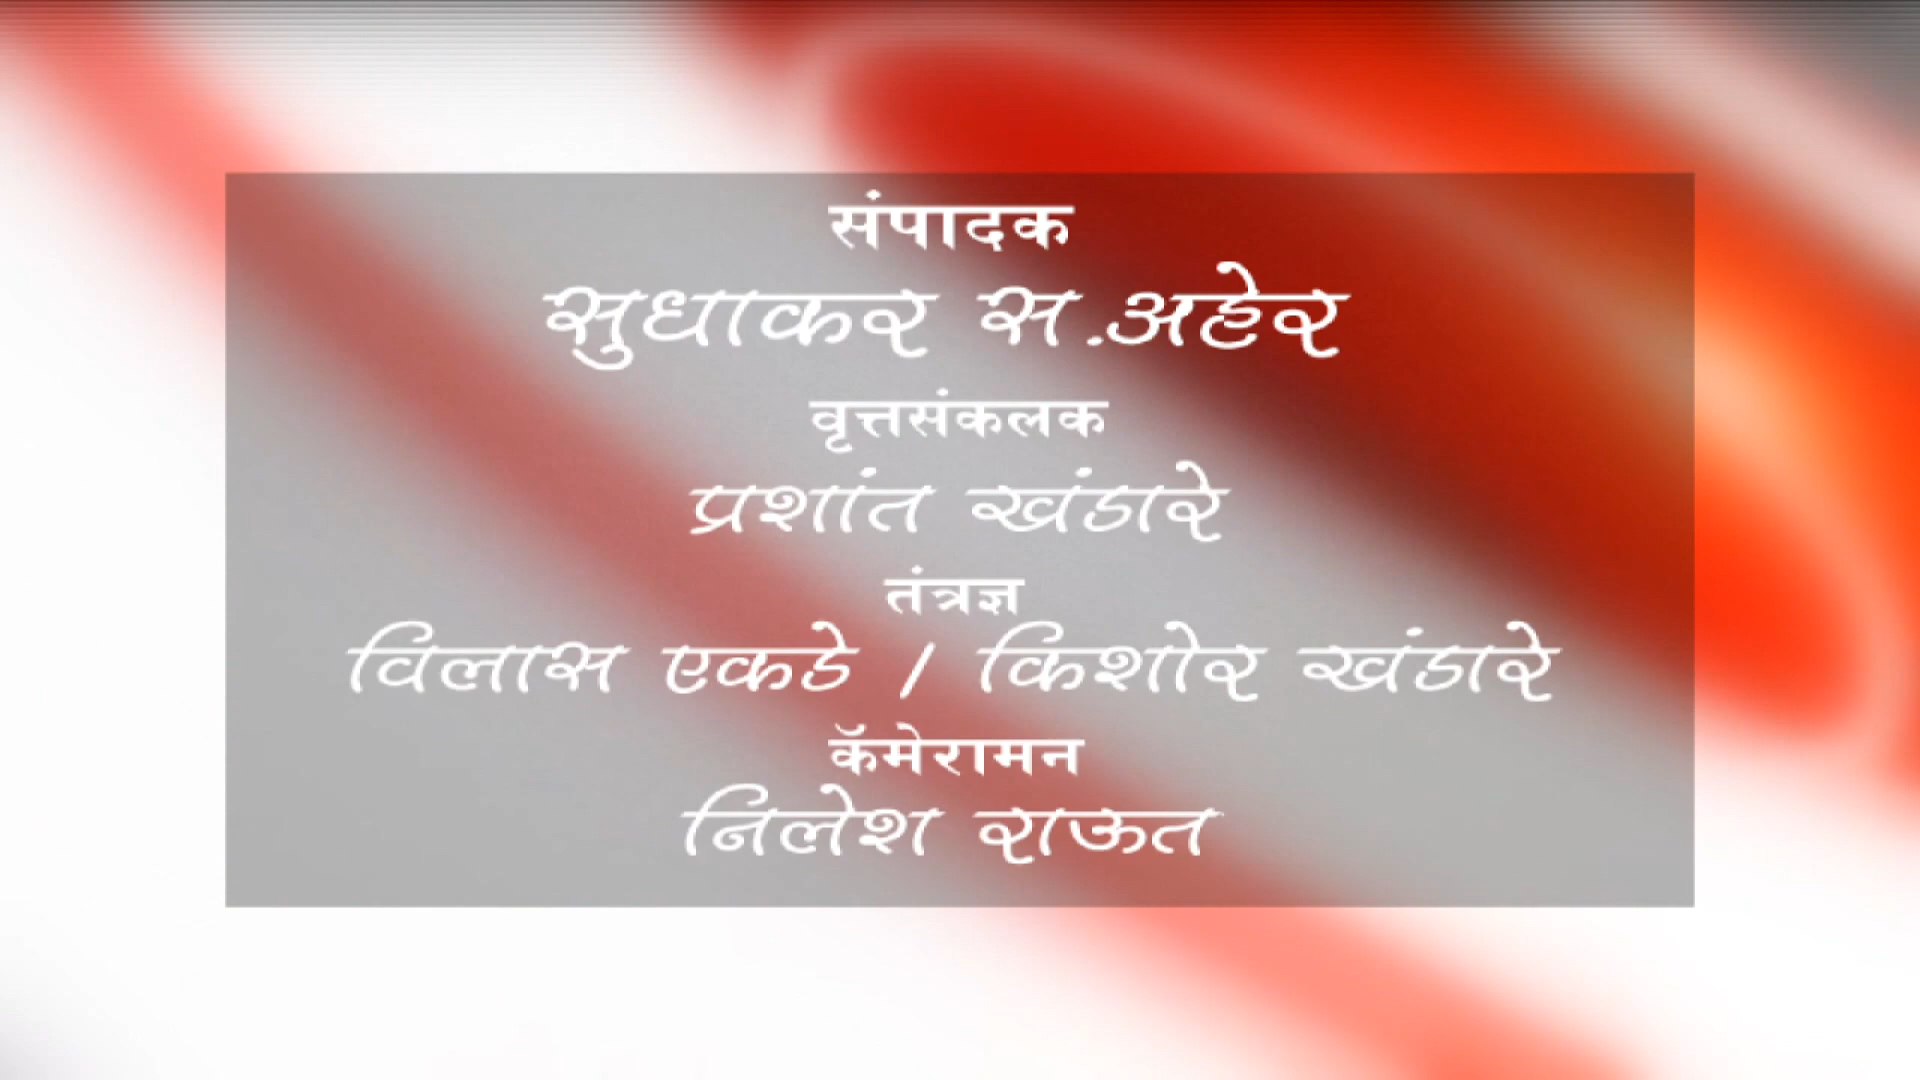 संपादक
सुधाकर स.अहेर
वृत्तसंकलक
प्रशांत खंडारे
तंत्रज्ञ
विलास एकडे / किशोर खंडारे
कॅमेरामन
निलेश राऊत